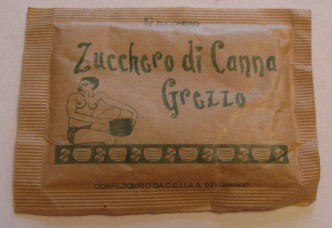 ZUCCHERO
Zucchero di Canna
Grezzo
CONFEZIONATO DA C.C.I.A.A.